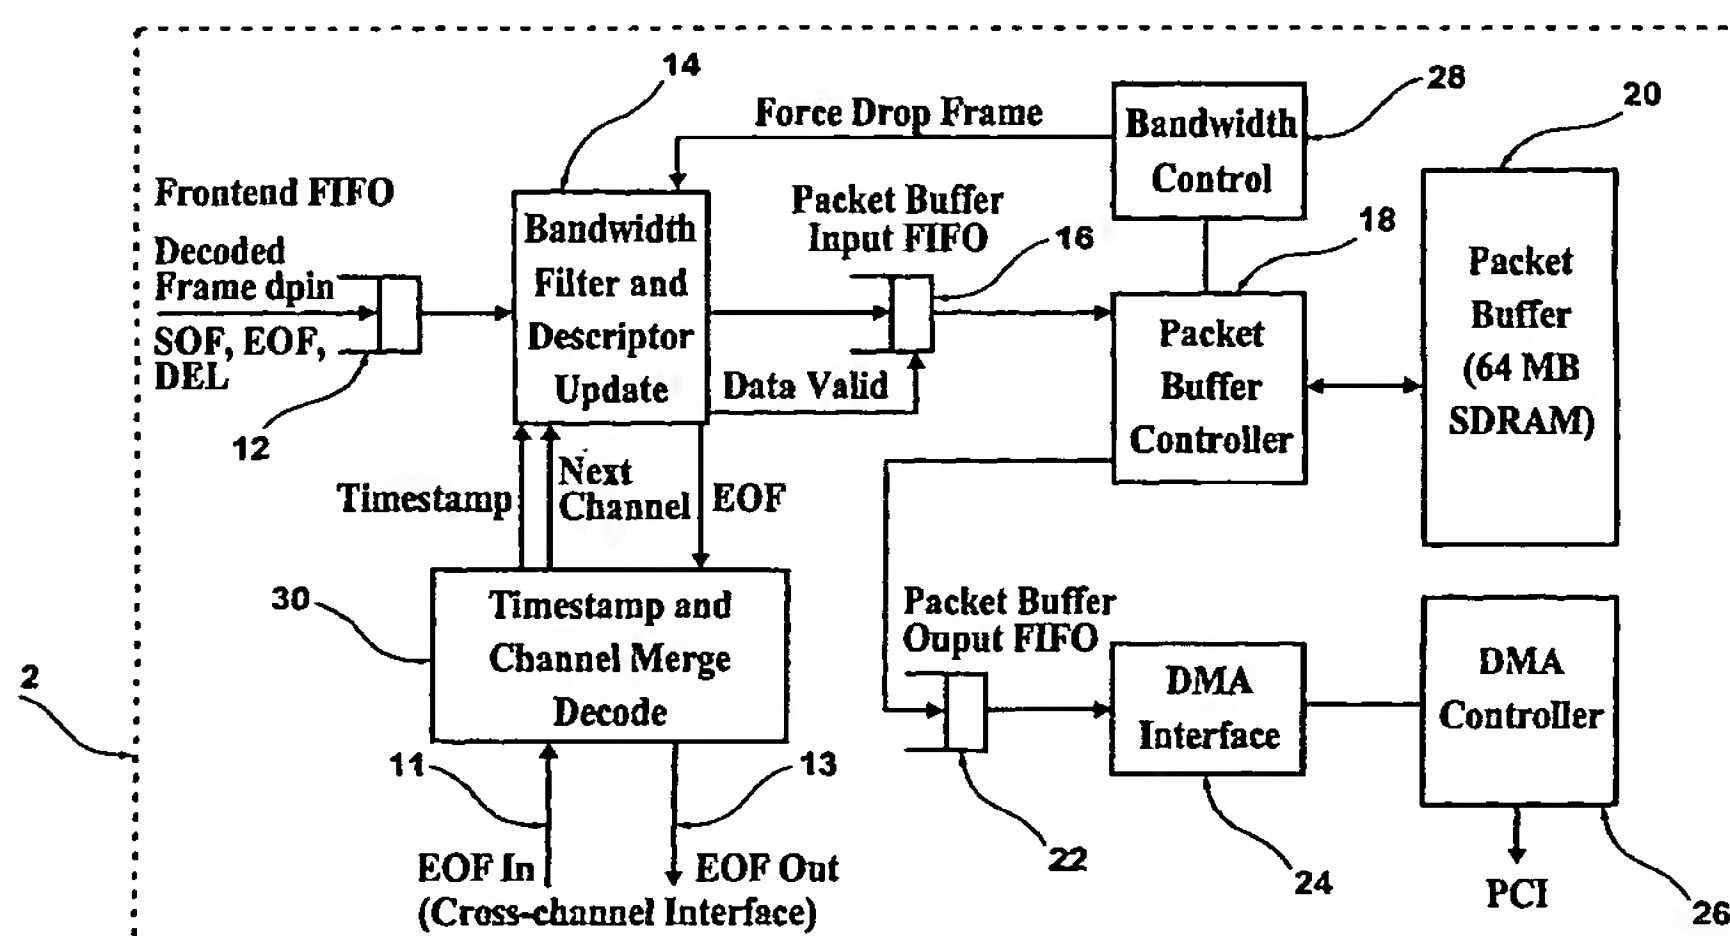 14
28
20
Force Drop Frame
Bandwidth
Control
Frontend FIFO
Packet Buffer
Input FIFO
16
18
Decoded
Frame dpin
SOF, EOF,
DEL
12
Bandwidth
Filter and
Descriptor
Update
Data Valid
Packet
Buffer
Controller
Packet
Buffer
(64 MB
SDRAM)
Timestamp
Next
Channel
EOF
30
Timestamp and
Channel Merge
Decode
Packet Buffer
Ouput FIFO
DMA
Interface
DMA
Controller
2
11
13
22
24
26
EOF In
EOF Out
(Cross-channel Interface)
PCI